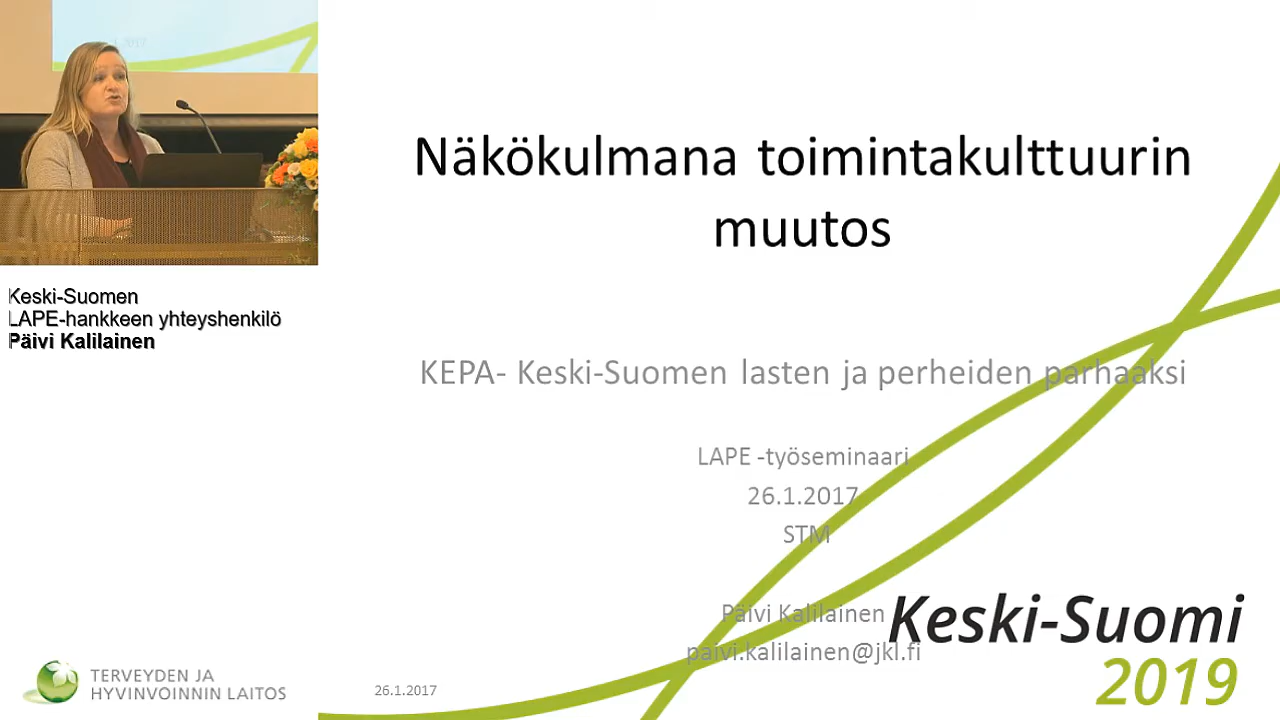 Keski-Suomen
LAPE-hankkeen yhteyshenkilö
Päivi Kalilainen
Näkökulmana toimintakulttuurin
muutos
KEPA- Keski-Suomen lasten ja perheiden parhaaksi
LAPE -työseminaari
26.1.2017
STM
Päivi Kalilainen
paivi.kalilainen@jkl.fi
Keski-Suomi
2019
TERVEYDEN JA
HYVINVOINNIN LAITOS
26.1.2017